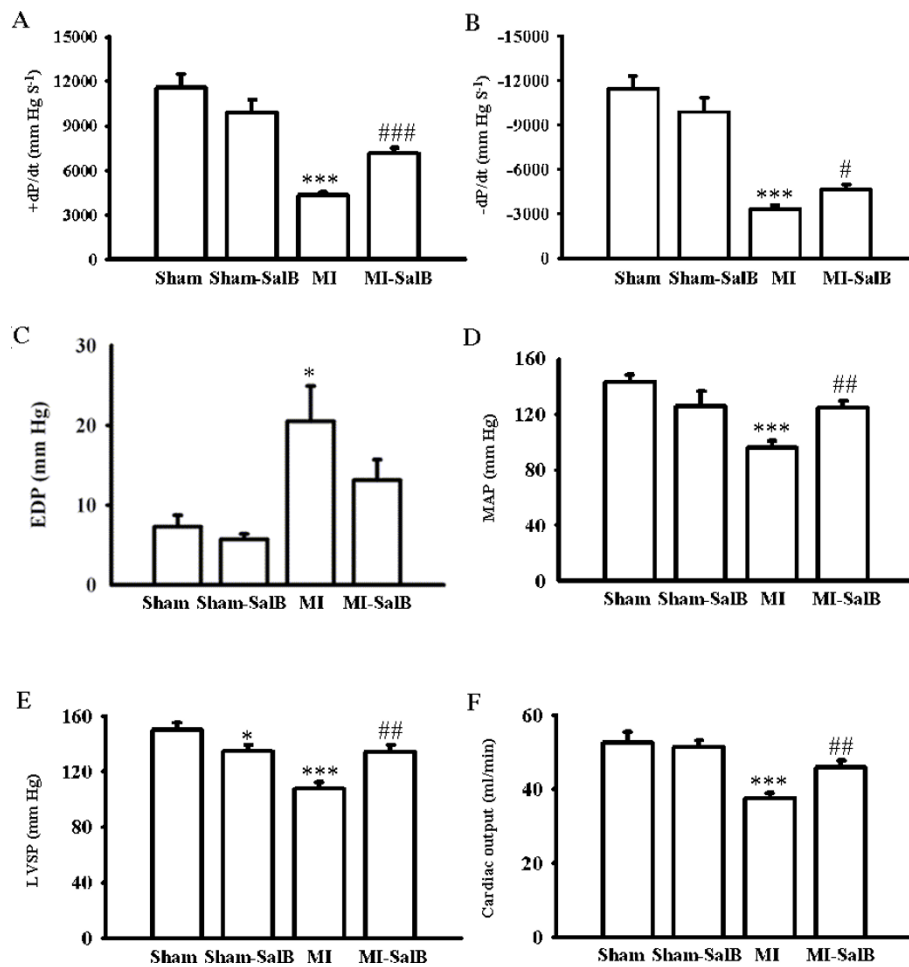 A
+dP/dt (mm Hg S⁻¹)
15000
12000
9000
6000
3000
0
***
###
Sham Sham-SalB MI MI-SalB
B
-dP/dt (mm Hg S⁻¹)
-15000
-12000
-9000
-6000
-3000
0
***
#
Sham Sham-SalB MI MI-SalB
C
EDP (mm Hg)
30
20
10
0
*
Sham Sham-SalB MI MI-SalB
D
MAP (mm Hg)
160
120
80
40
0
***
##
Sham Sham-SalB MI MI-SalB
E
LVSP (mm Hg)
160
120
80
40
0
*
***
##
Sham Sham-SalB MI MI-SalB
F
Cardiac output (ml/min)
60
40
20
0
***
##
Sham Sham-SalB MI MI-SalB